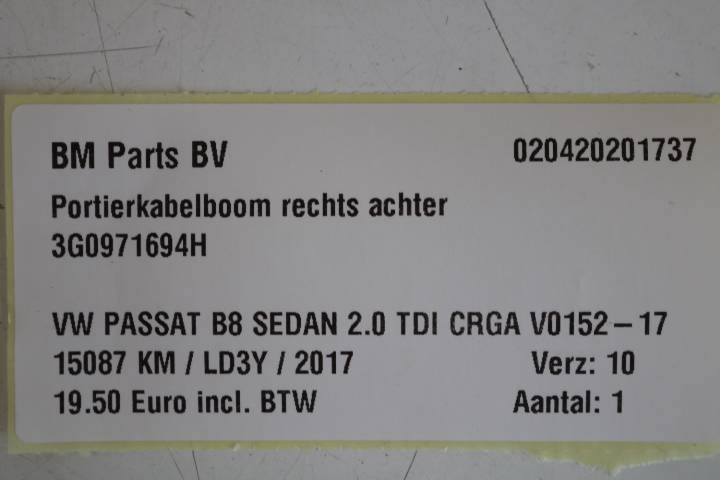 BM Parts BV 020420201737
Portierkabelboom rechts achter
3G0971694H
VW PASSAT B8 SEDAN 2.0 TDI CRGA V0152-17
15087 KM / LD3Y / 2017 Verz: 10
19.50 Euro incl. BTW Aantal: 1